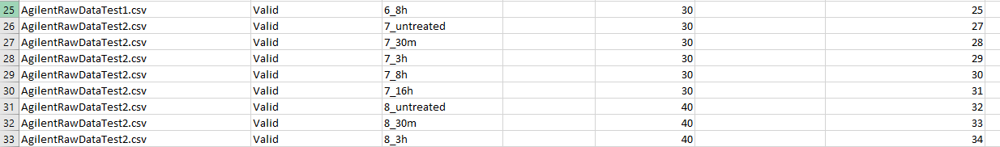 25 AgilentRawDataTest1.csv Valid 6_8h 30 25
26 AgilentRawDataTest2.csv Valid 7_untreated 30 27
27 AgilentRawDataTest2.csv Valid 7_30m 30 28
28 AgilentRawDataTest2.csv Valid 7_3h 30 29
29 AgilentRawDataTest2.csv Valid 7_8h 30 30
30 AgilentRawDataTest2.csv Valid 7_16h 30 31
31 AgilentRawDataTest2.csv Valid 8_untreated 40 32
32 AgilentRawDataTest2.csv Valid 8_30m 40 33
33 AgilentRawDataTest2.csv Valid 8_3h 40 34